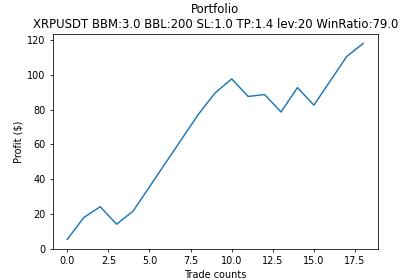 Portfolio
XRPUSDT BBM:3.0 BBL:200 SL:1.0 TP:1.4 lev:20 WinRatio:79.0
120
100
80
60
40
20
0
Profit ($)
0.0 2.5 5.0 7.5 10.0 12.5 15.0 17.5
Trade counts